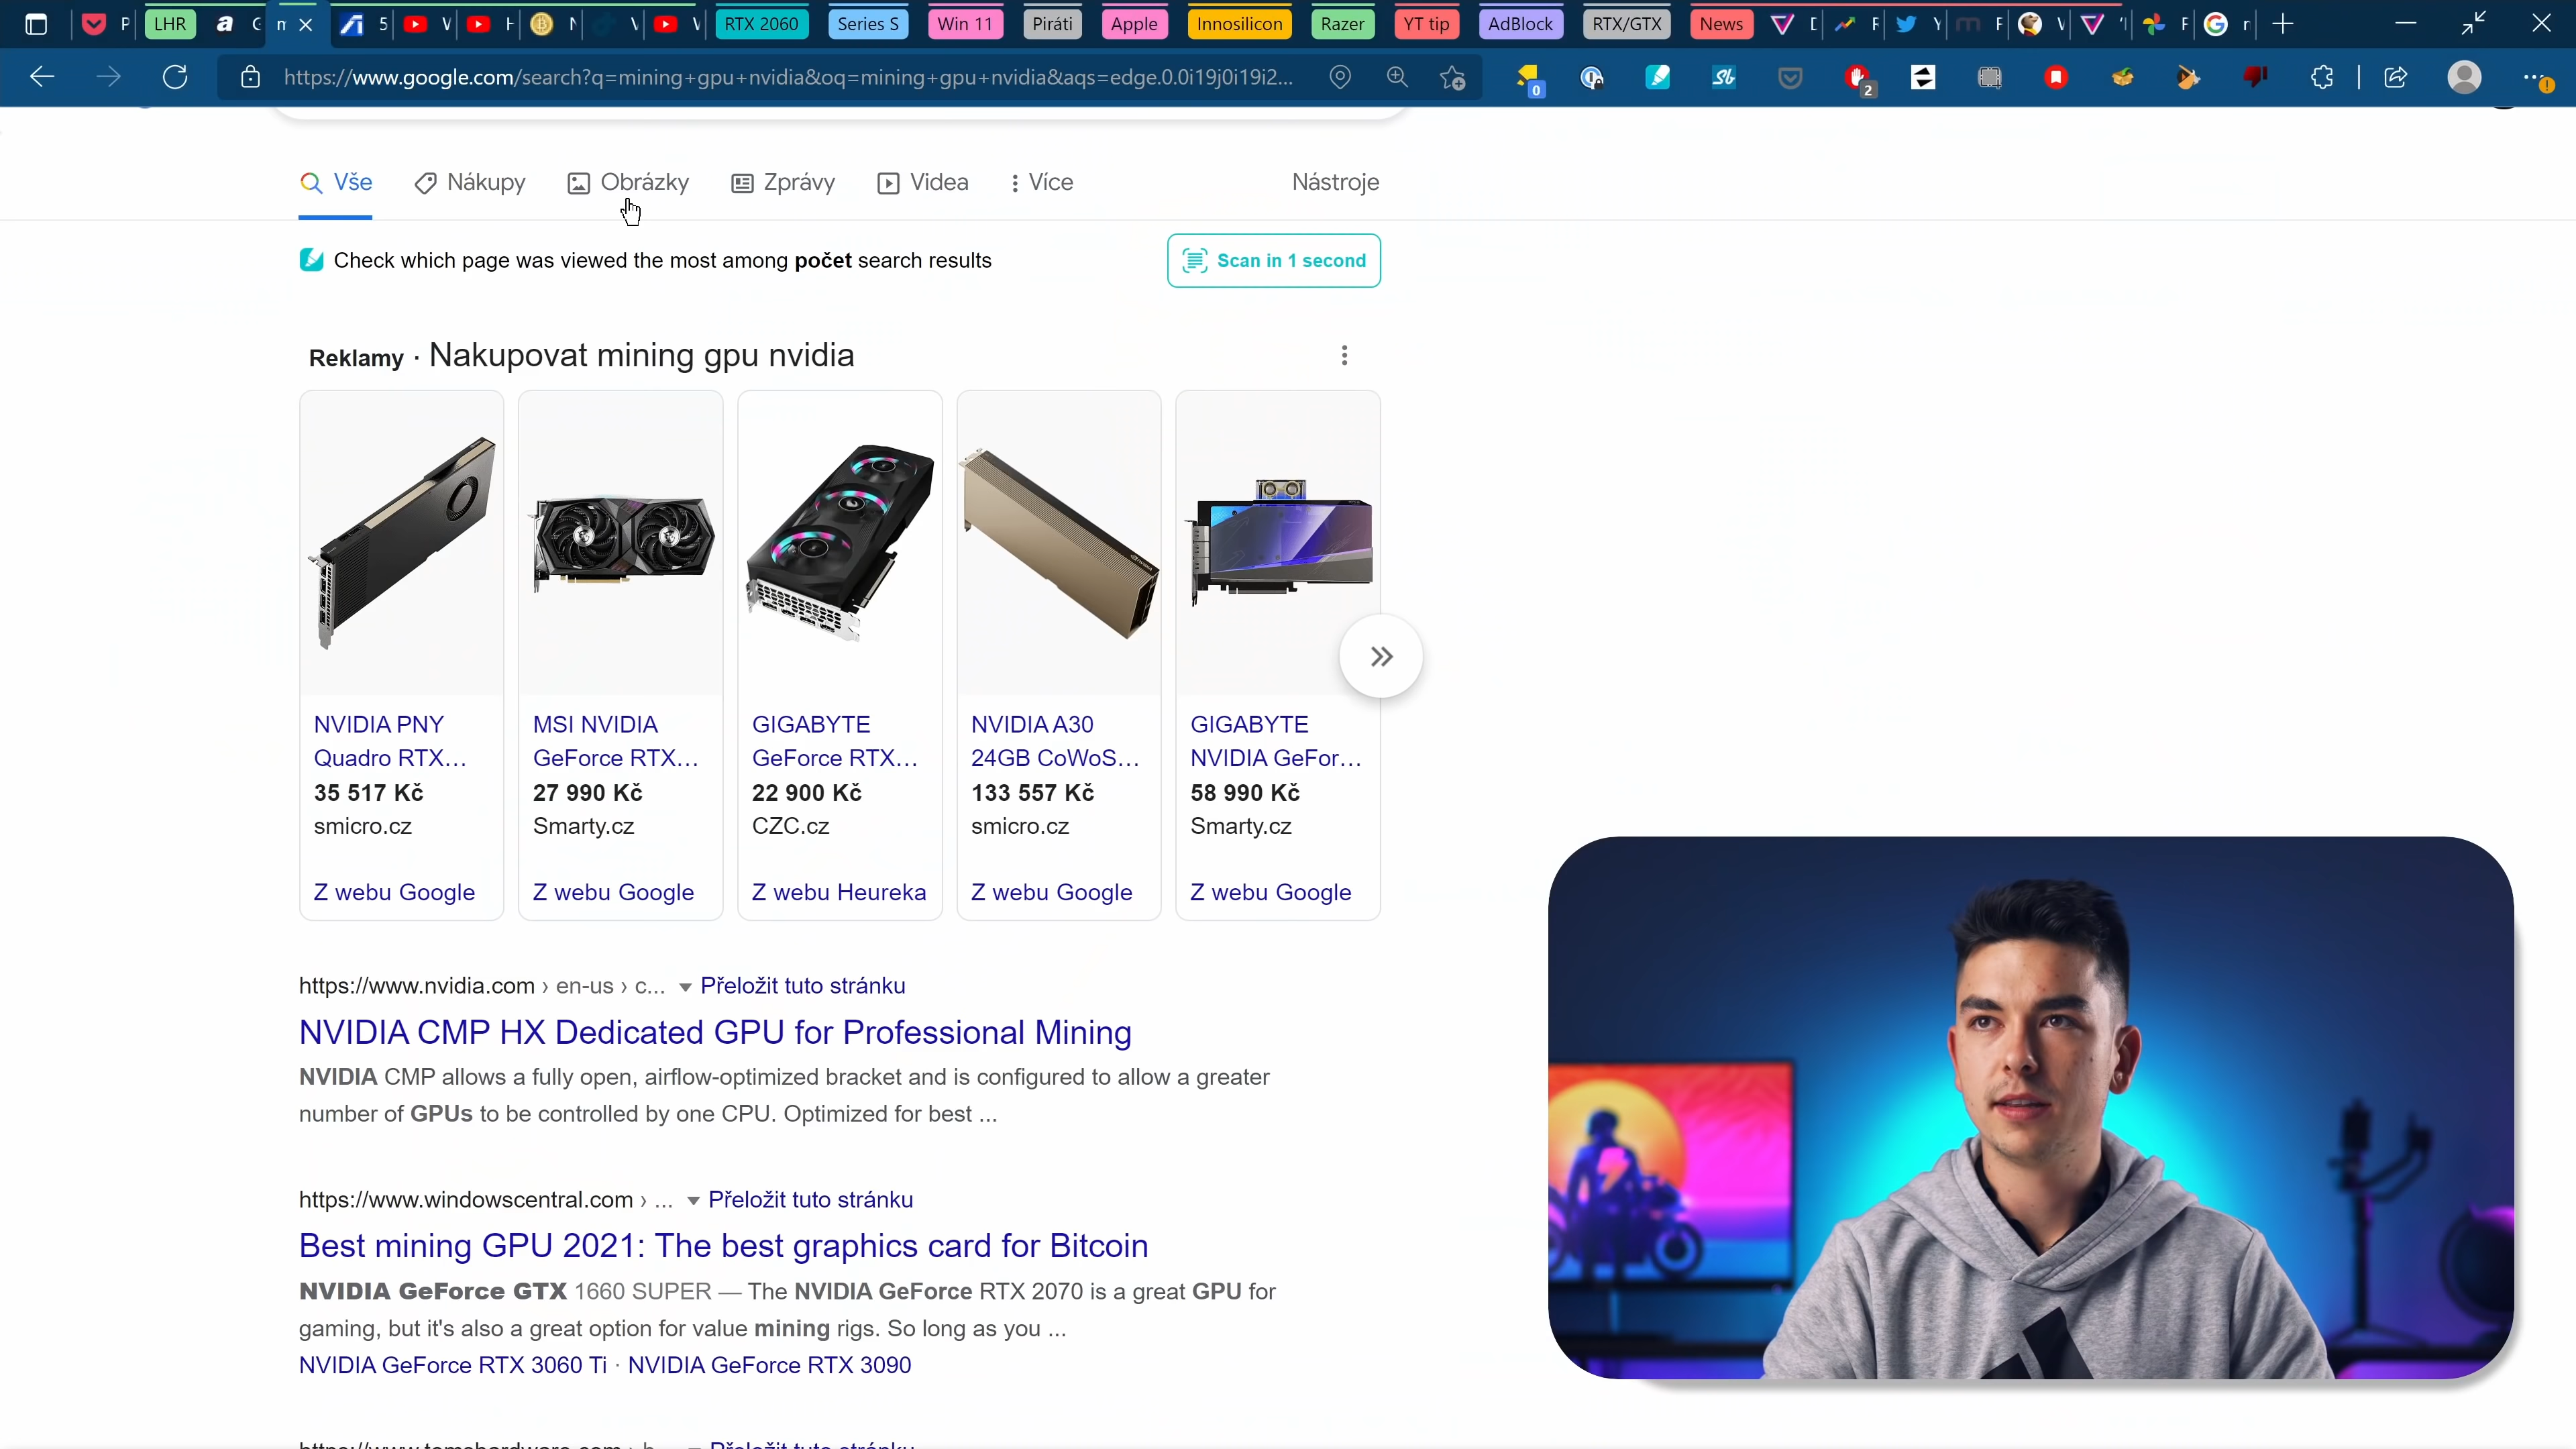 P
LHR
a
G
n
5
V
H
N
V
V
RTX 2060
Series S
Win 11
Piráti
Apple
Innosilicon
Razer
YT tip
AdBlock
RTX/GTX
News
https://www.google.com/search?q=mining+gpu+nvidia&oq=mining+gpu+nvidia&aqs=edge.0.0i19j0i19i2...
0
Sb
2
Vše
Nákupy
Obrázky
Zprávy
Videa
Více
Nástroje
Check which page was viewed the most among počet search results
Scan in 1 second
Reklamy · Nakupovat mining gpu nvidia
NVIDIA PNY
Quadro RTX...
35 517 Kč
smicro.cz
Z webu Google
MSI NVIDIA
GeForce RTX...
27 990 Kč
Smarty.cz
Z webu Google
GIGABYTE
GeForce RTX...
22 900 Kč
CZC.cz
Z webu Heureka
NVIDIA A30
24GB CoWoS...
133 557 Kč
smicro.cz
Z webu Google
GIGABYTE
NVIDIA GeFor...
58 990 Kč
Smarty.cz
Z webu Google
https://www.nvidia.com › en-us › c... Přeložit tuto stránku
NVIDIA CMP HX Dedicated GPU for Professional Mining
NVIDIA CMP allows a fully open, airflow-optimized bracket and is configured to allow a greater
number of GPUs to be controlled by one CPU. Optimized for best ...
https://www.windowscentral.com › ... Přeložit tuto stránku
Best mining GPU 2021: The best graphics card for Bitcoin
NVIDIA GeForce GTX 1660 SUPER — The NVIDIA GeForce RTX 2070 is a great GPU for
gaming, but it's also a great option for value mining rigs. So long as you ...
NVIDIA GeForce RTX 3060 Ti · NVIDIA GeForce RTX 3090
https://www.tomshardware.com › b... Přeložit tuto stránku